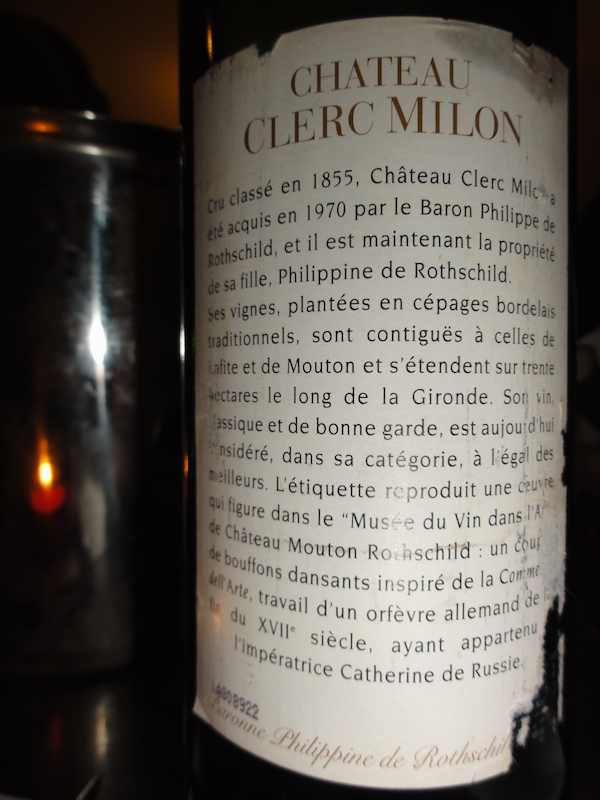 CHATEAU
CLERC MILON
Cru classé en 1855, Château Clerc Milon a
été acquis en 1970 par le Baron Philippe de
Rothschild, et il est maintenant la propriété
de sa fille, Philippine de Rothschild.
Ses vignes, plantées en cépages bordelais
traditionnels, sont contiguës à celles de
Lafite et de Mouton et s'étendent sur trente
hectares le long de la Gironde. Son vin,
classique et de bonne garde, est aujourd'hui
considéré, dans sa catégorie, à l'égal des
meilleurs. L'étiquette reproduit une œuvre
qui figure dans le "Musée du Vin dans l'A
de Château Mouton Rothschild : un coup
de bouffons dansants inspiré de la Comme
dell'Arte, travail d'un orfèvre allemand de
fin du XVIIe siècle, ayant appartenu
l'Impératrice Catherine de Russie.
LA808922
Baronne Philippine de Rothschil